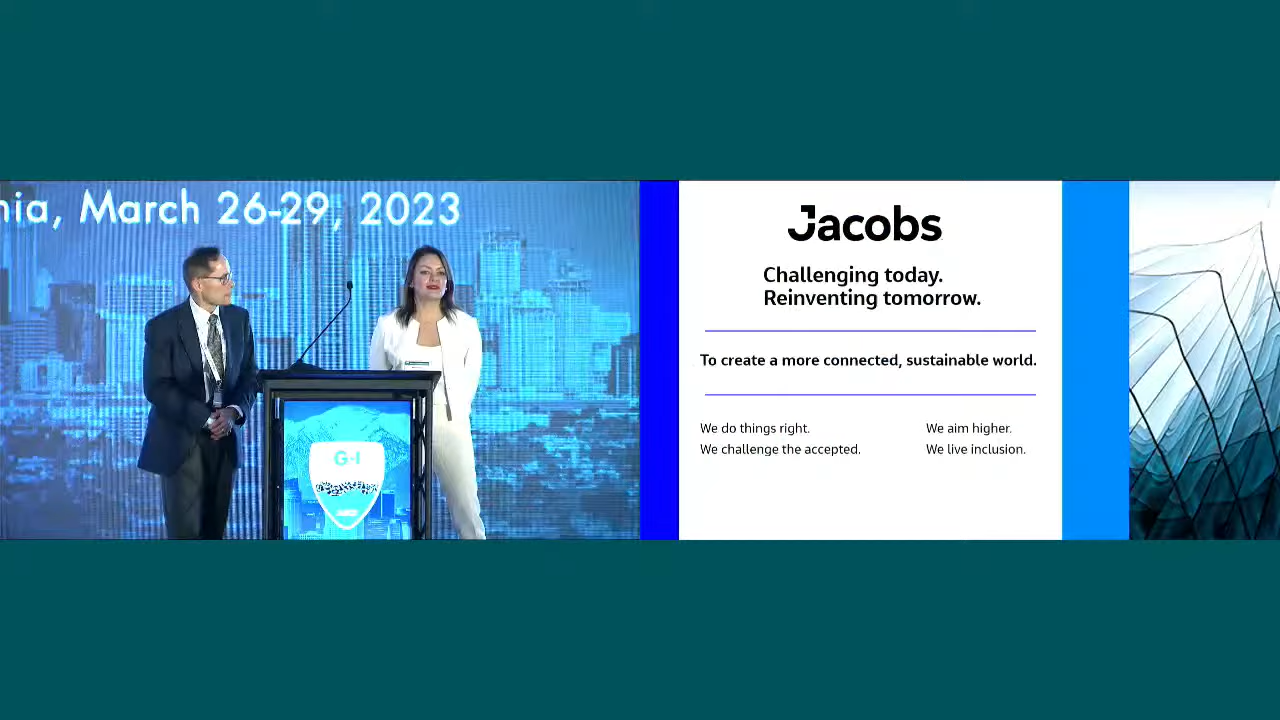 nia, March 26-29, 2023
G-I
Jacobs
Challenging today.
Reinventing tomorrow.
To create a more connected, sustainable world.
We do things right.
We aim higher.
We challenge the accepted.
We live inclusion.